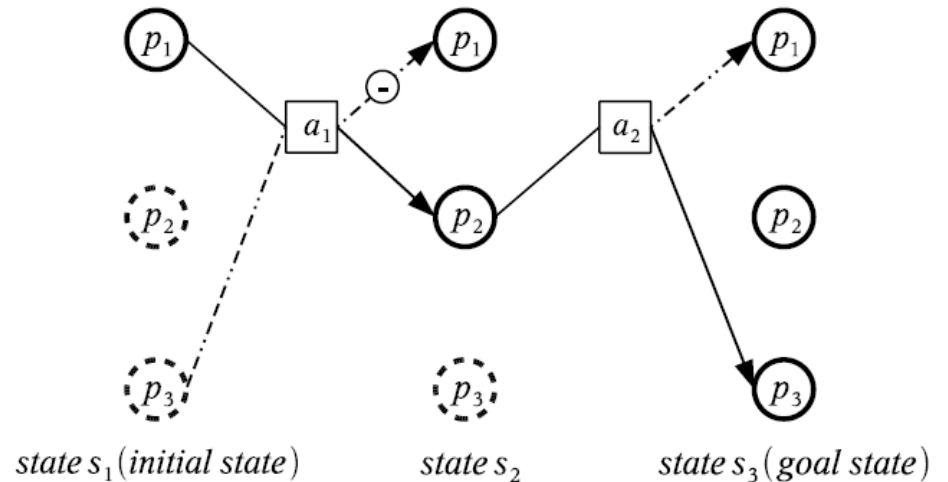 p₁ p₁ p₁
-
a₁ a₂
p₂ p₂ p₂
p₃ p₃ p₃
state s₁(initial state) state s₂ state s₃(goal state)